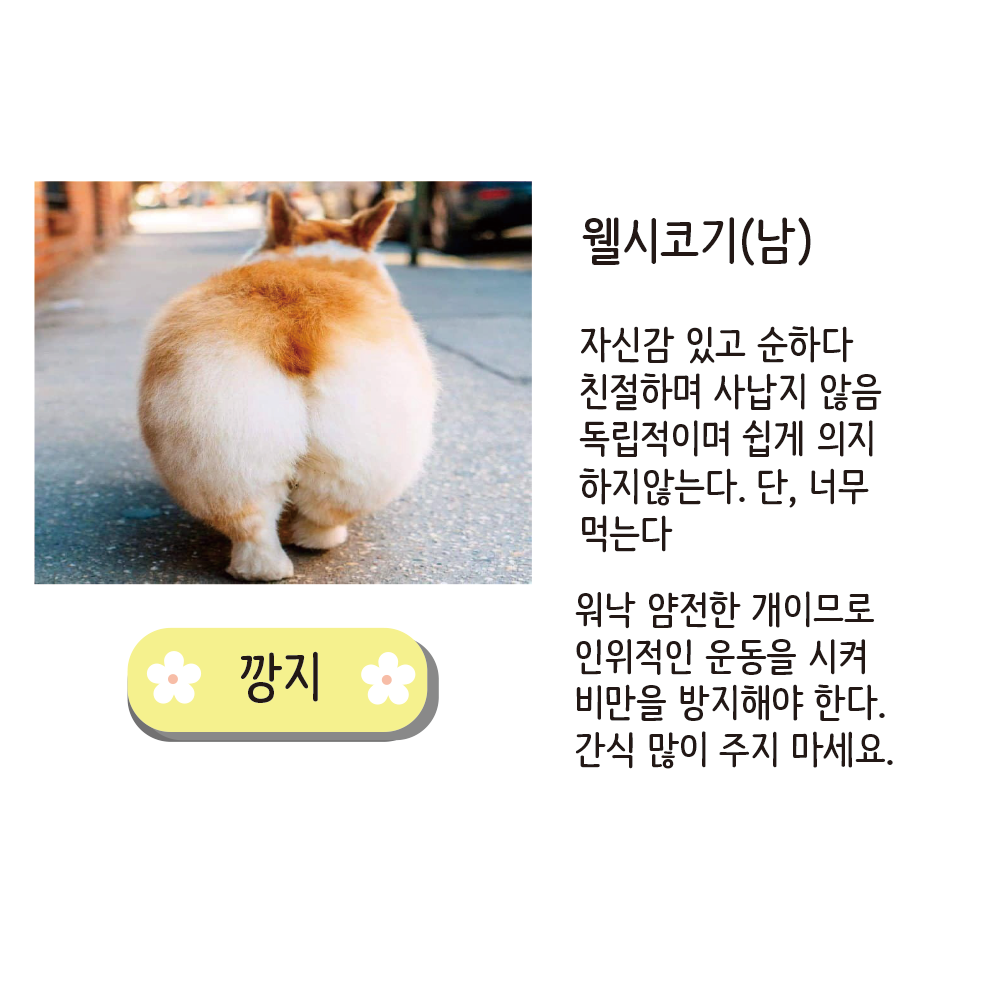 웰시코기(남)
자신감 있고 순하다
친절하며 사납지 않음
독립적이며 쉽게 의지
하지않는다. 단, 너무
먹는다
워낙 얌전한 개이므로
인위적인 운동을 시켜
비만을 방지해야 한다.
간식 많이 주지 마세요.
깡지